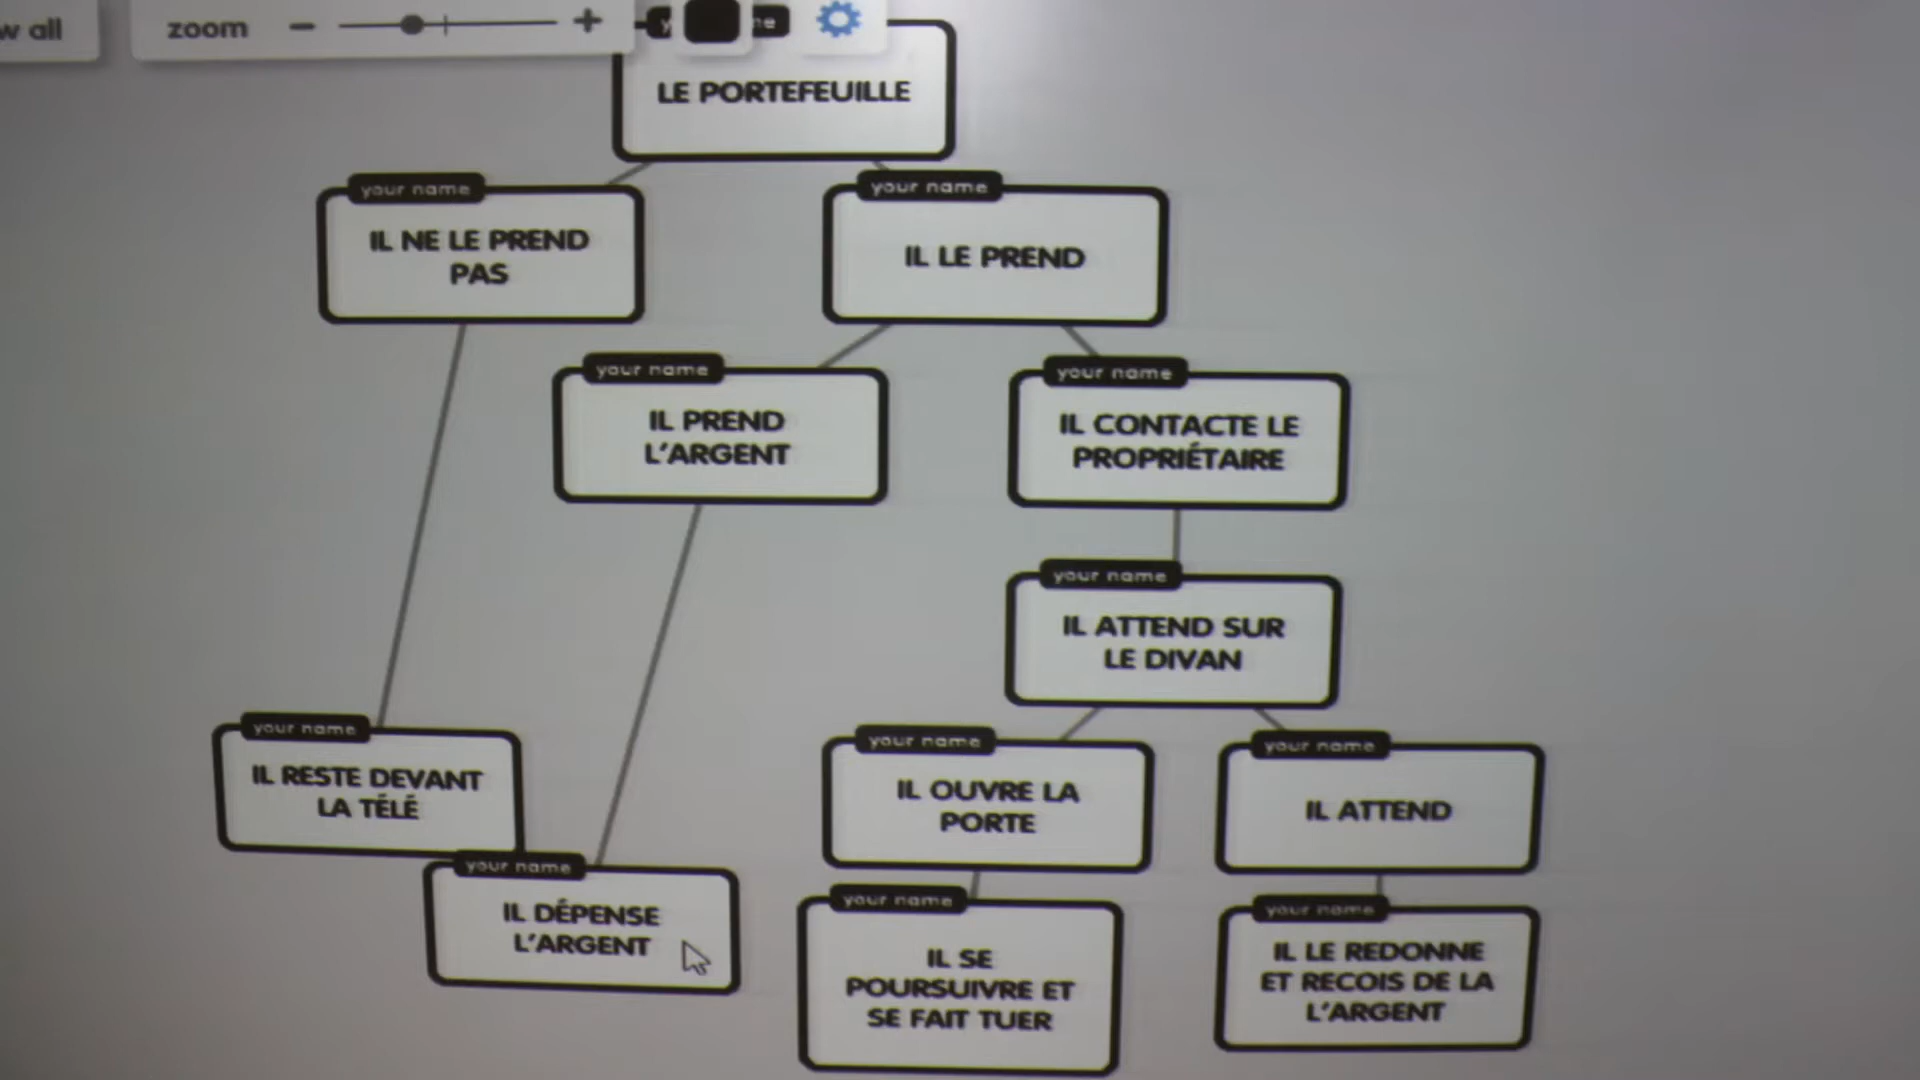 w all
zoom
LE PORTEFEUILLE
your name
IL NE LE PREND
PAS
your name
IL LE PREND
your name
IL PREND
L'ARGENT
your name
IL CONTACTE LE
PROPRIÉTAIRE
your name
IL ATTEND SUR
LE DIVAN
your name
IL RESTE DEVANT
LA TÉLÉ
your name
IL OUVRE LA
PORTE
your name
IL ATTEND
your name
IL DÉPENSE
L'ARGENT
your name
IL SE
POURSUIVRE ET
SE FAIT TUER
your name
IL LE REDONNE
ET RECOIS DE LA
L'ARGENT